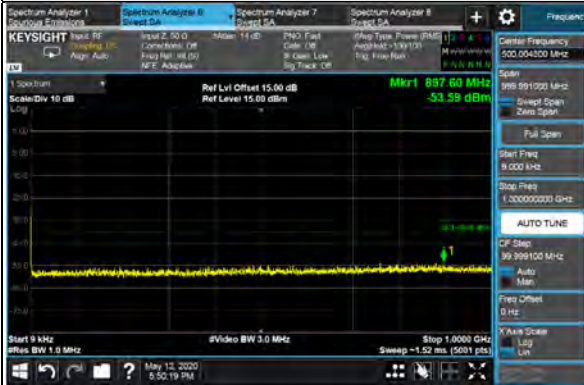 Spectrum Analyzer 1
Spurious Emissions
Spectrum Analyzer 6
Swept SA
Spectrum Analyzer 7
Swept SA
Spectrum Analyzer 8
Swept SA
Frequency
KEYSIGHT
Input: RF
Coupling: DC
Align: Auto
Input Z: 50 Ω
Corrections: Off
Freq Ref: Int (S)
NFE: Adaptive
#Atten: 14 dB
PNO: Fast
Gate: Off
IF Gain: Low
Sig Track: Off
#Avg Type: Power (RMS)
Avg|Hold: >100/100
Trig: Free Run
1 Spectrum
Scale/Div 10 dB
Log
Ref Lvl Offset 15.00 dB
Ref Level 15.00 dBm
Mkr1 897.60 MHz
-53.59 dBm
1
Start 9 kHz
#Res BW 1.0 MHz
#Video BW 3.0 MHz
Stop 1.0000 GHz
Sweep ~1.52 ms (5001 pts)
Center Frequency
500.004500 MHz
Span
999.991000 MHz
Swept Span
Zero Span
Full Span
Start Freq
9.000 kHz
Stop Freq
1.000000000 GHz
AUTO TUNE
CF Step
99.999100 MHz
Auto
Man
Freq Offset
0 Hz
X Axis Scale
Log
Lin
?
May 12, 2020
5:50:19 PM